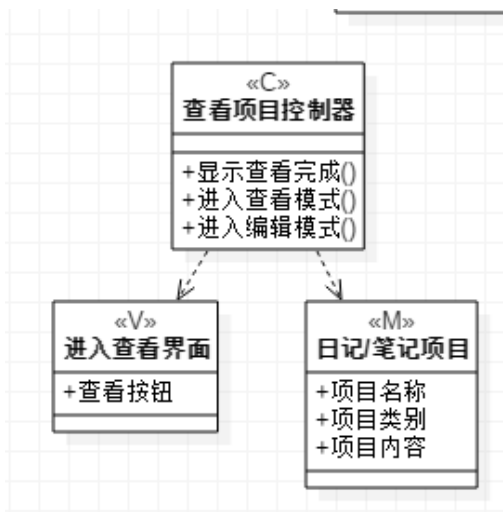 «C»
查看项目控制器
+显示查看完成()
+进入查看模式()
+进入编辑模式()
«V»
进入查看界面
+查看按钮
«M»
日记/笔记项目
+项目名称
+项目类别
+项目内容